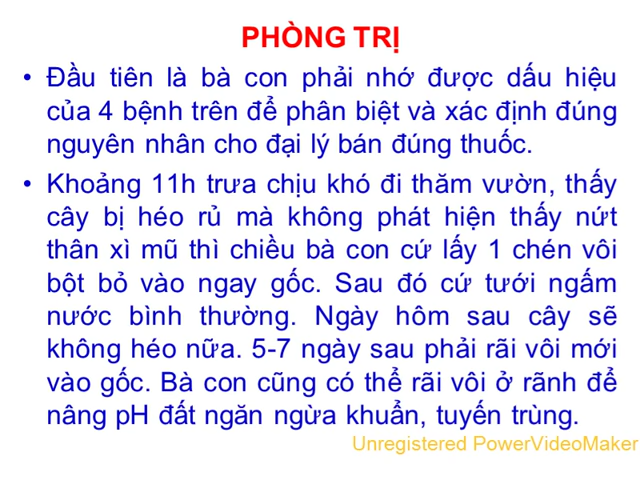 PHÒNG TRỊ
• Đầu tiên là bà con phải nhớ được dấu hiệu
của 4 bệnh trên để phân biệt và xác định đúng
nguyên nhân cho đại lý bán đúng thuốc.
• Khoảng 11h trưa chịu khó đi thăm vườn, thấy
cây bị héo rủ mà không phát hiện thấy nứt
thân xì mũ thì chiều bà con cứ lấy 1 chén vôi
bột bỏ vào ngay gốc. Sau đó cứ tưới ngấm
nước bình thường. Ngày hôm sau cây sẽ
không héo nữa. 5-7 ngày sau phải rãi vôi mới
vào gốc. Bà con cũng có thể rãi vôi ở rãnh để
nâng pH đất ngăn ngừa khuẩn, tuyến trùng.
Unregistered PowerVideoMaker